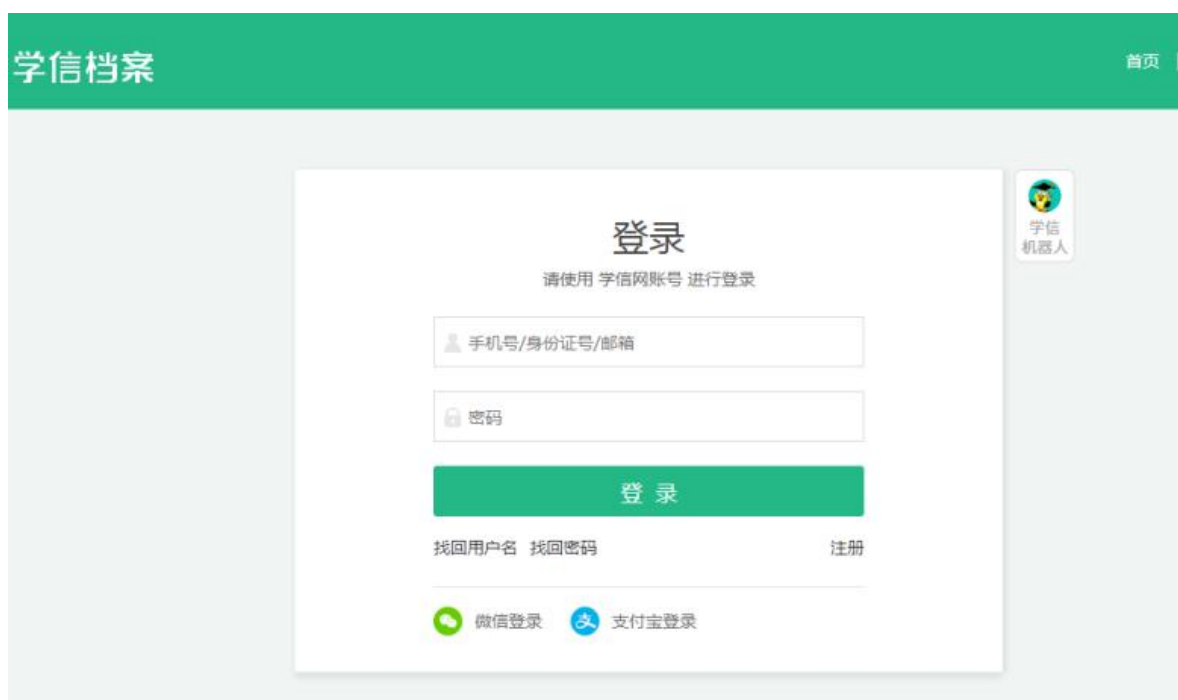 学信档案
首页
学信
机器人
登录
请使用 学信网账号 进行登录
手机号/身份证号/邮箱
密码
登 录
找回用户名 找回密码 注册
微信登录 支付宝登录